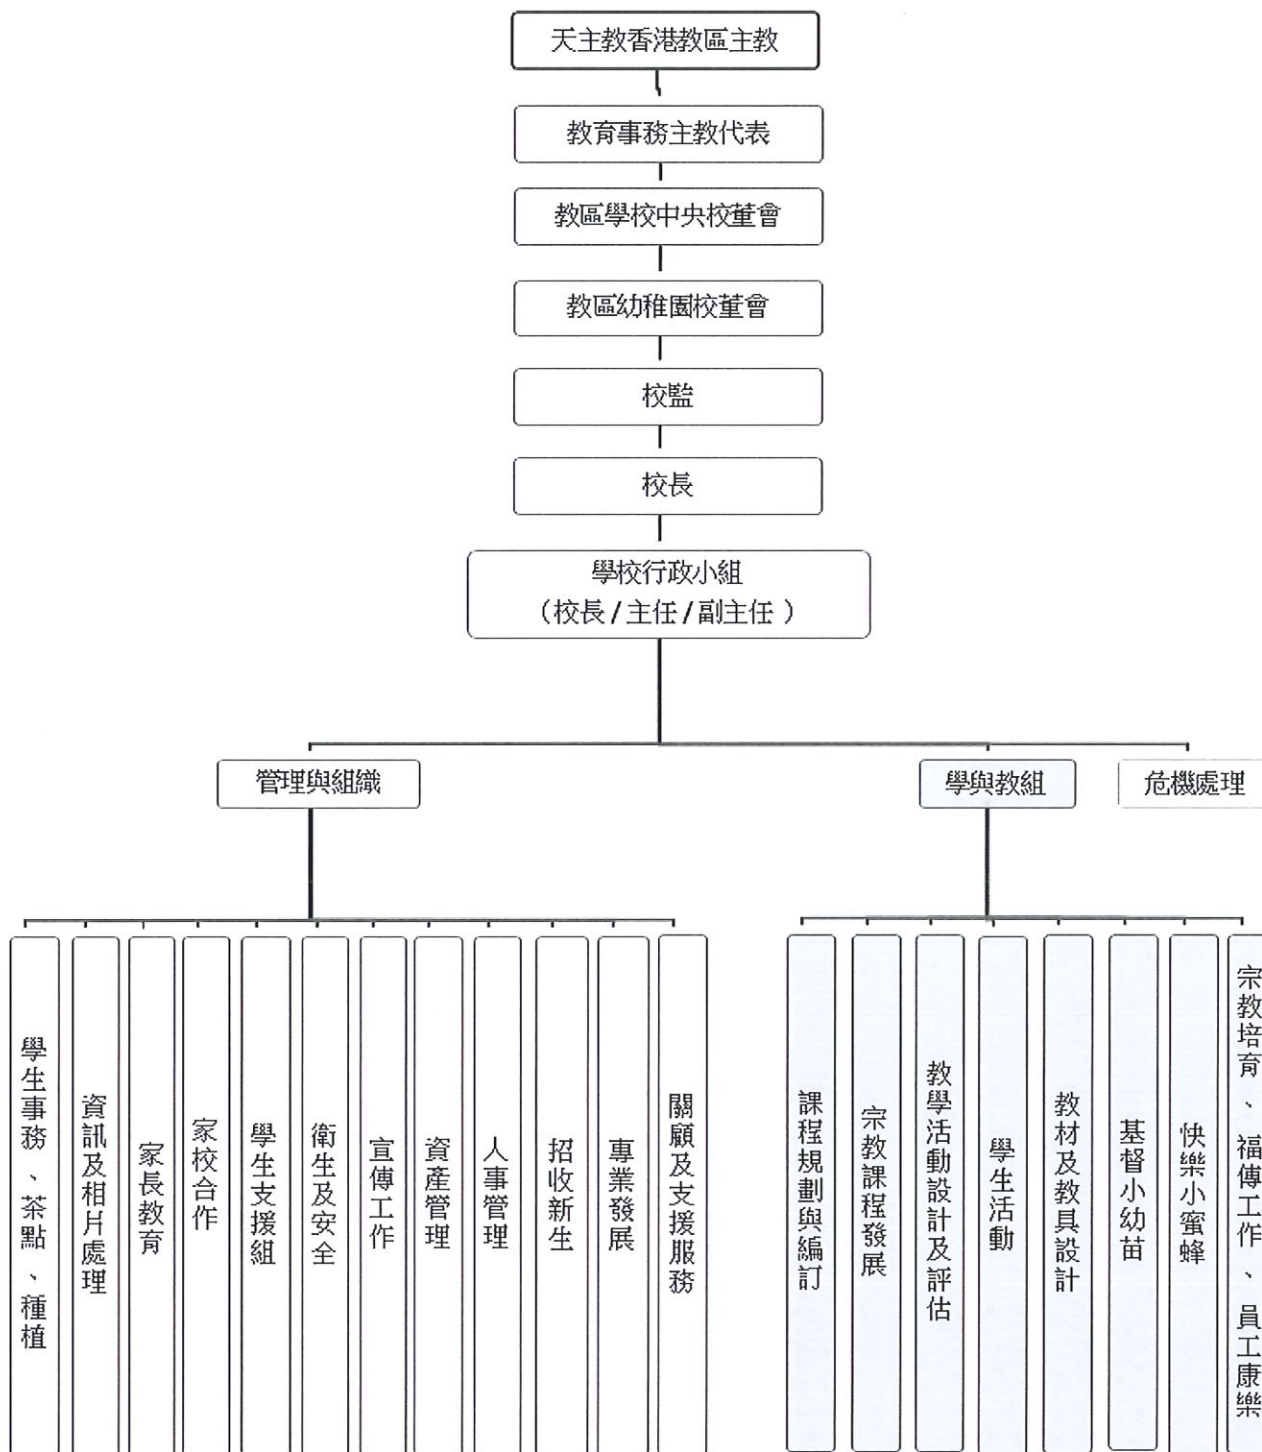 天主教香港教區主教
教育事務主教代表
教區學校中央校董會
教區幼稚園校董會
校監
校長
學校行政小組
（校長 / 主任 / 副主任 ）
管理與組織
學與教組
危機處理
學生事務、茶點、種植
資訊及相片處理
家長教育
家校合作
學生支援組
衛生及安全
宣傳工作
資產管理
人事管理
招收新生
專業發展
關顧及支援服務
課程規劃與編訂
宗教課程發展
教學活動設計及評估
學生活動
教材及教具設計
基督小幼苗
快樂小蜜蜂
宗教培育、福傳工作、員工康樂